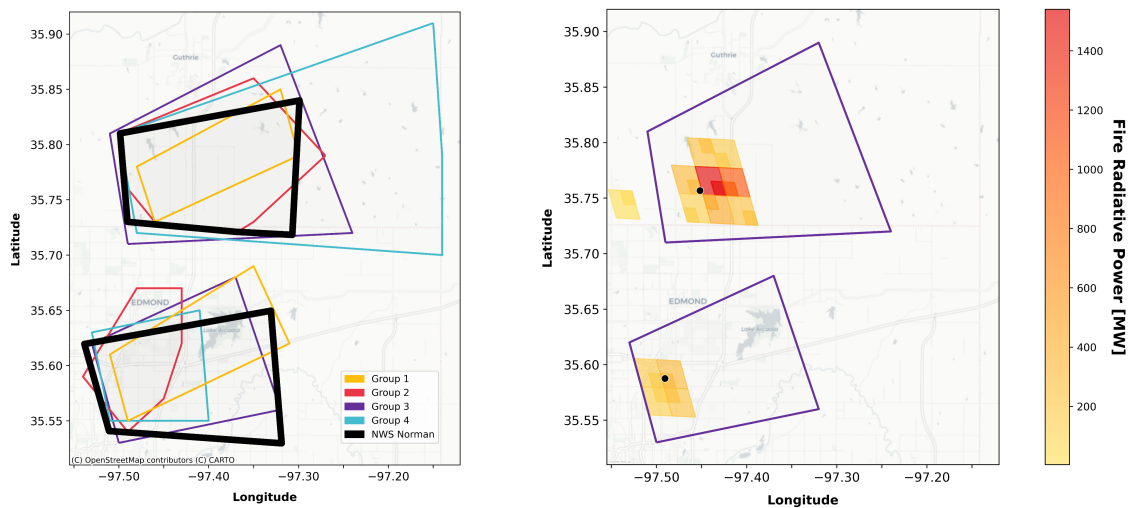 35.90
35.85
35.80
35.75
35.70
35.65
35.60
35.55
Latitude
Guthrie
EDMOND
Lake Arcadia
Group 1
Group 2
Group 3
Group 4
NWS Norman
(C) OpenStreetMap contributors (C) CARTO
−97.50
−97.40
−97.30
−97.20
Longitude
35.90
35.85
35.80
35.75
35.70
35.65
35.60
35.55
Latitude
Guthrie
EDMOND
Lake Arcadia
−97.50
−97.40
−97.30
−97.20
Longitude
1400
1200
1000
800
600
400
200
Fire Radiative Power [MW]